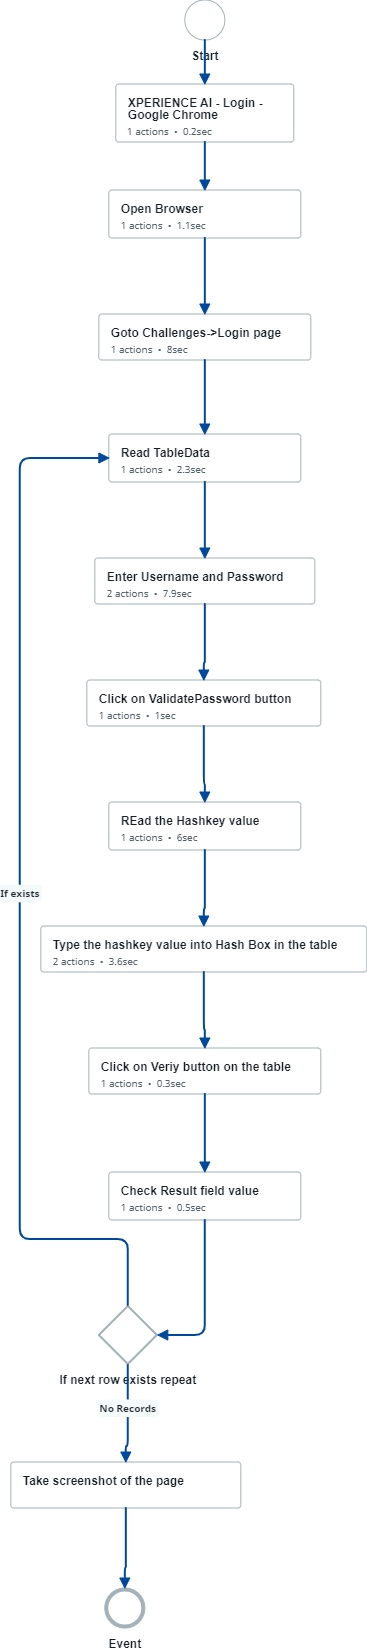 Start
XPERIENCE AI - Login -
Google Chrome
1 actions • 0.2sec
Open Browser
1 actions • 1.1sec
Goto Challenges->Login page
1 actions • 8sec
Read TableData
1 actions • 2.3sec
Enter Username and Password
2 actions • 7.9sec
Click on ValidatePassword button
1 actions • 1sec
REad the Hashkey value
1 actions • 6sec
If exists
Type the hashkey value into Hash Box in the table
2 actions • 3.6sec
Click on Veriy button on the table
1 actions • 0.3sec
Check Result field value
1 actions • 0.5sec
If next row exists repeat
No Records
Take screenshot of the page
Event